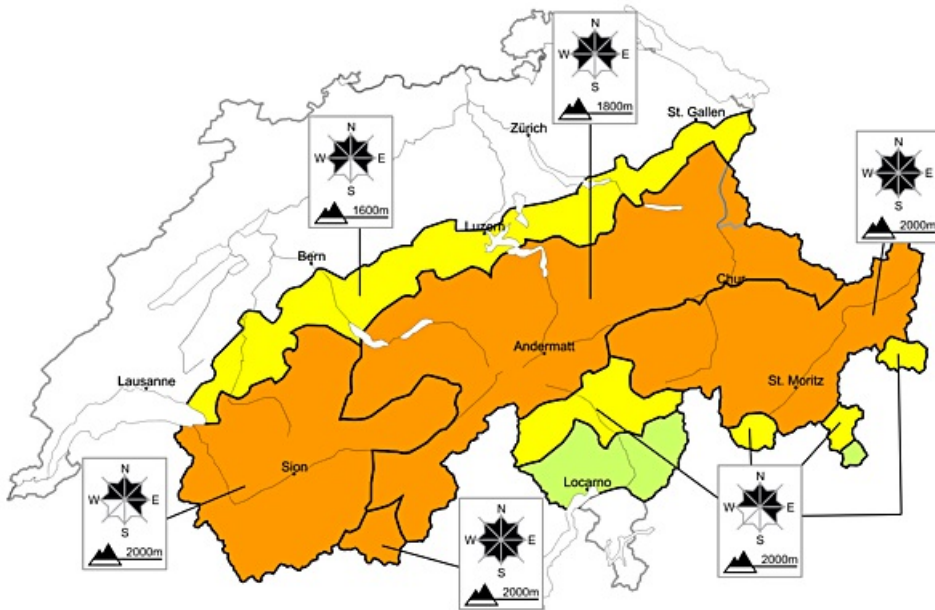 N
W E
S
1800m
St. Gallen
Zürich
N
W E
S
1600m
N
W E
S
2000m
Luzern
Bern
Chur
Andermatt
St. Moritz
Lausanne
Sion
Locarno
N
W E
S
2000m
N
W E
S
2000m
N
W E
S
2000m